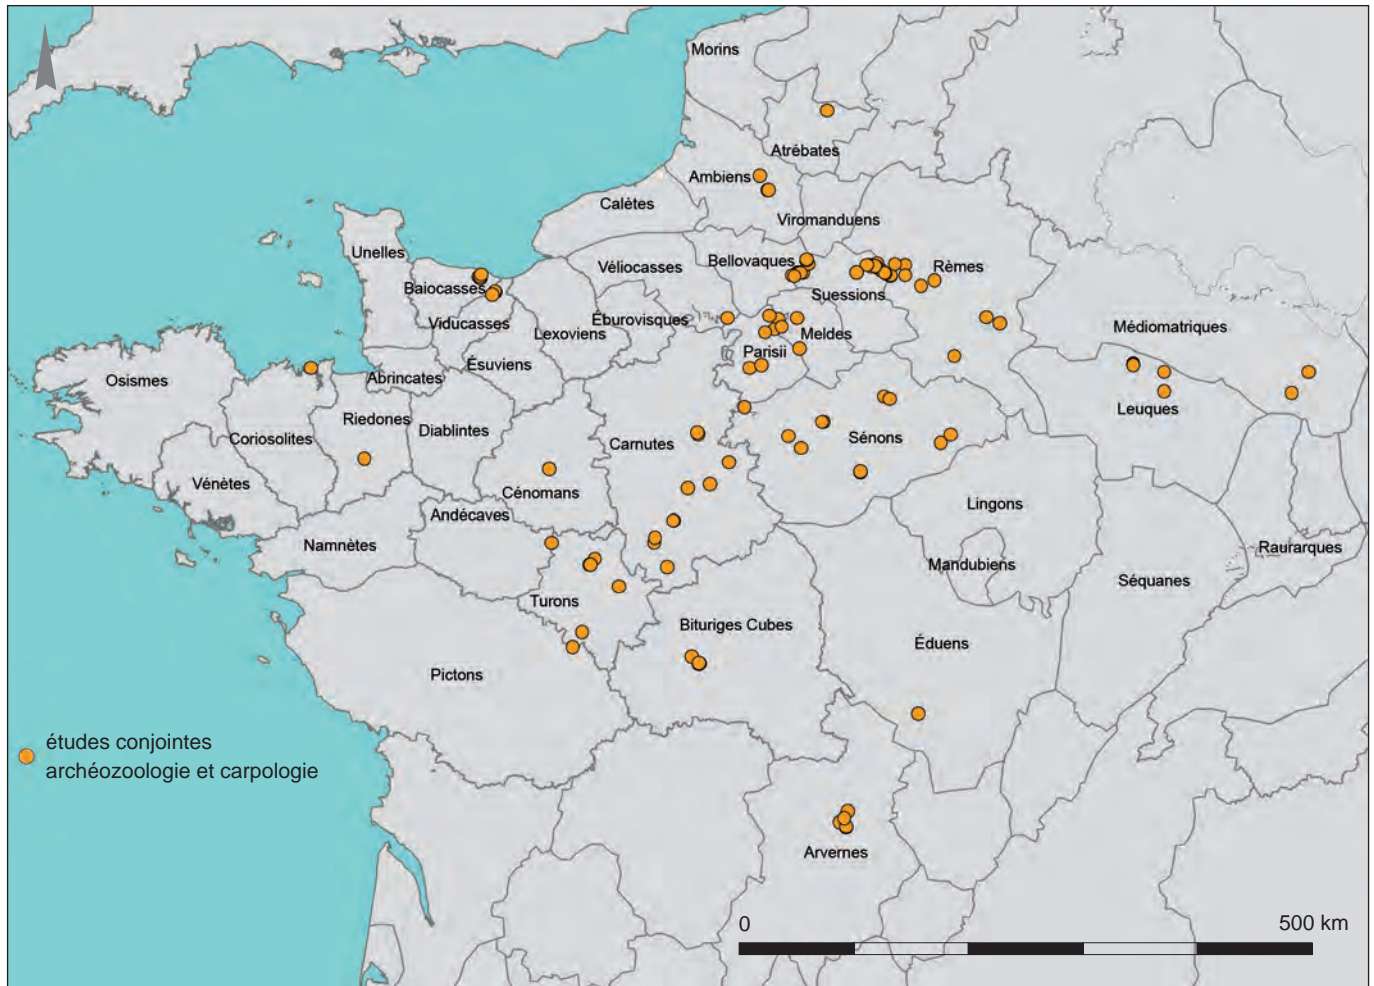 Morins
Atrébates
Ambiens
Calètes
Viromanduens
Unelles
Bellovaques
Véliocasses
Rèmes
Baiocasses
Suessions
Viducasses
Éburovisques
Médiomatriques
Lexoviens
Meldes
Parisii
Ésuviens
Osismes
Abrincates
Leuques
Riedones
Diablintes
Coriosolites
Sénons
Carnutes
Vénètes
Cénomans
Lingons
Andécaves
Namnètes
Raurarques
Mandubiens
Séquanes
Turons
Bituriges Cubes
Éduens
Pictons
études conjointes
archéozoologie et carpologie
Arvernes
0 500 km